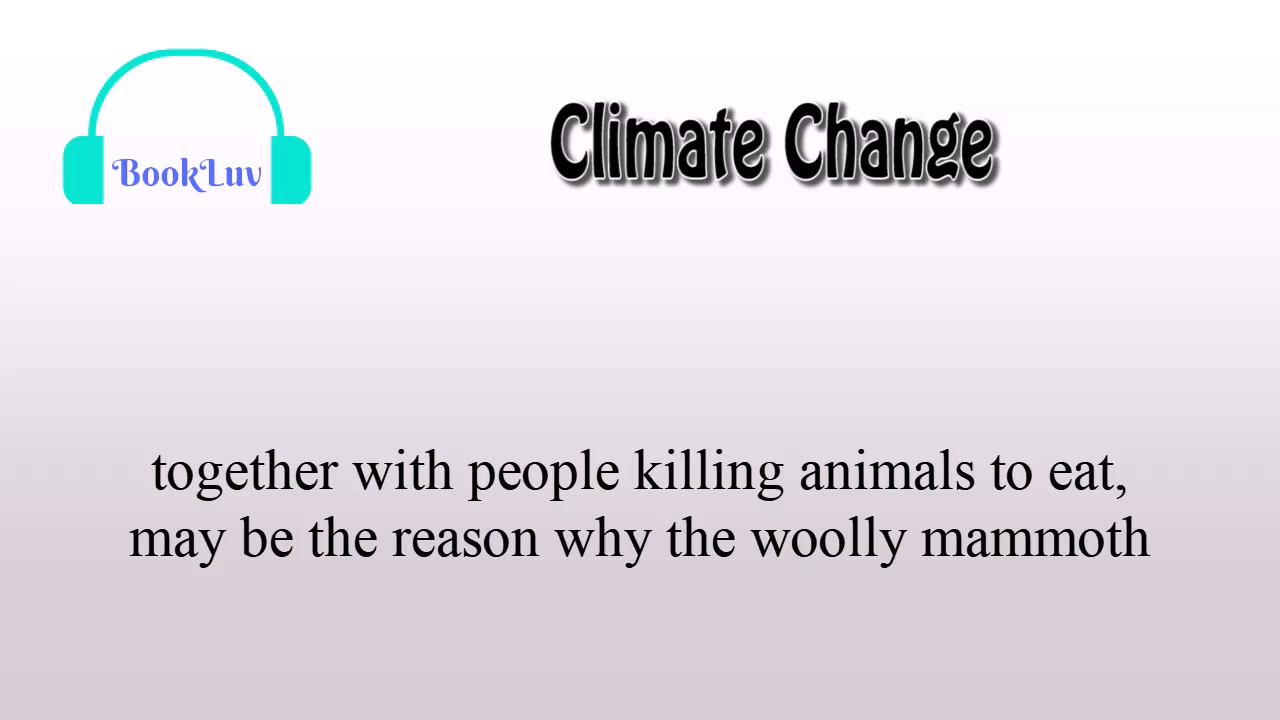 BookLuv
Climate Change
together with people killing animals to eat,
may be the reason why the woolly mammoth